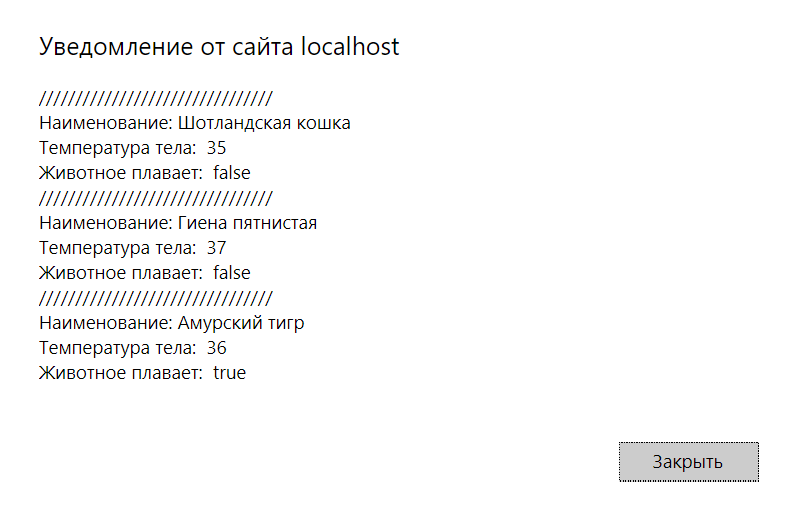 Уведомление от сайта localhost
////////////////////////////////
Наименование: Шотландская кошка
Температура тела:  35
Животное плавает:  false
////////////////////////////////
Наименование: Гиена пятнистая
Температура тела:  37
Животное плавает:  false
////////////////////////////////
Наименование: Амурский тигр
Температура тела:  36
Животное плавает:  true
Закрыть